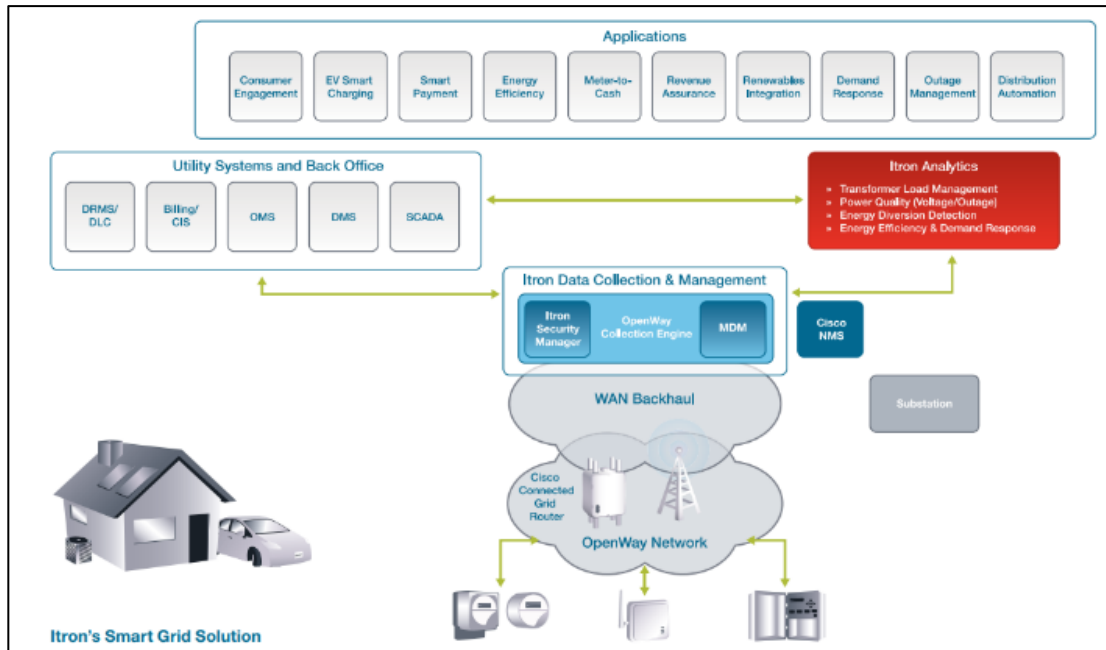 Applications
Consumer
Engagement
EV Smart
Charging
Smart
Payment
Energy
Efficiency
Meter-to-
Cash
Revenue
Assurance
Renewables
Integration
Demand
Response
Outage
Management
Distribution
Automation
Utility Systems and Back Office
DRMS/
DLC
Billing/
CIS
OMS
DMS
SCADA
Itron Analytics
» Transformer Load Management
» Power Quality (Voltage/Outage)
» Energy Diversion Detection
» Energy Efficiency & Demand Response
Itron Data Collection & Management
Itron
Security
Manager
OpenWay
Collection Engine
MDM
Cisco
NMS
WAN Backhaul
Substation
Cisco
Connected
Grid
Router
OpenWay Network
Itron's Smart Grid Solution